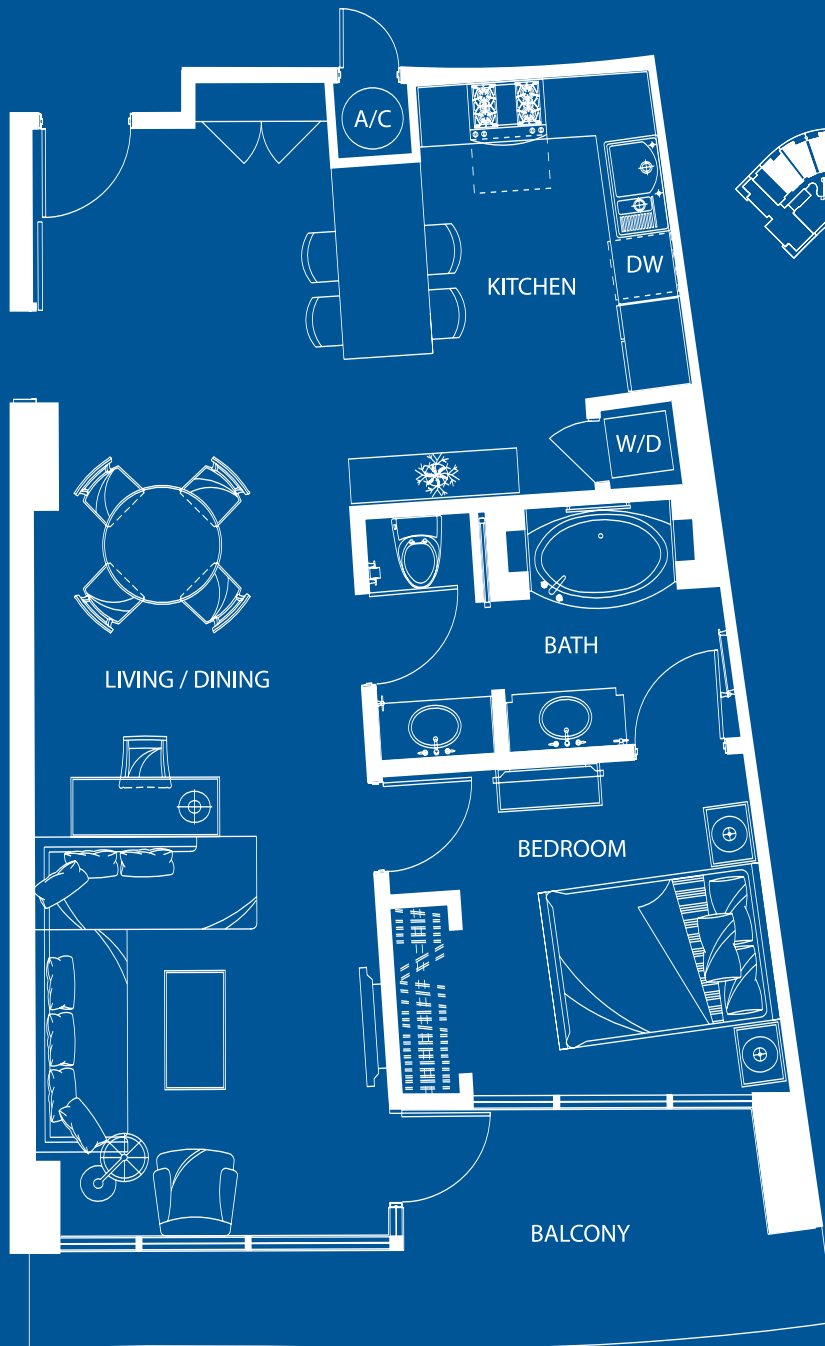 A/C
KITCHEN
DW
W/D
BATH
LIVING / DINING
BEDROOM
BALCONY